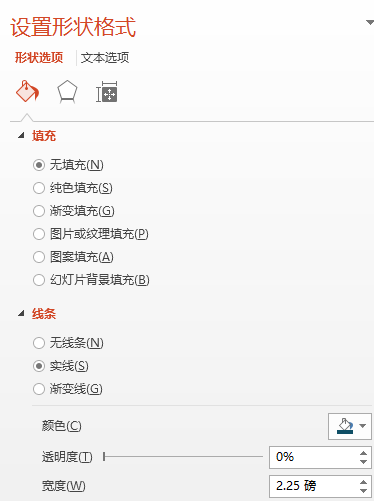 设置形状格式
形状选项 文本选项
填充
无填充(N)
纯色填充(S)
渐变填充(G)
图片或纹理填充(P)
图案填充(A)
幻灯片背景填充(B)
线条
无线条(N)
实线(S)
渐变线(G)
颜色(C)
透明度(T) 0%
宽度(W) 2.25 磅